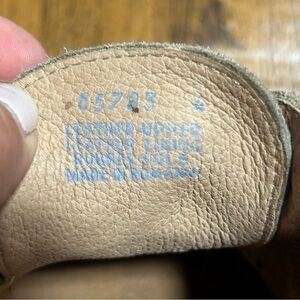 65783
LEATHER UPPER
LEATHER LINING
RUBBER SOLE
MADE IN ROMANIA